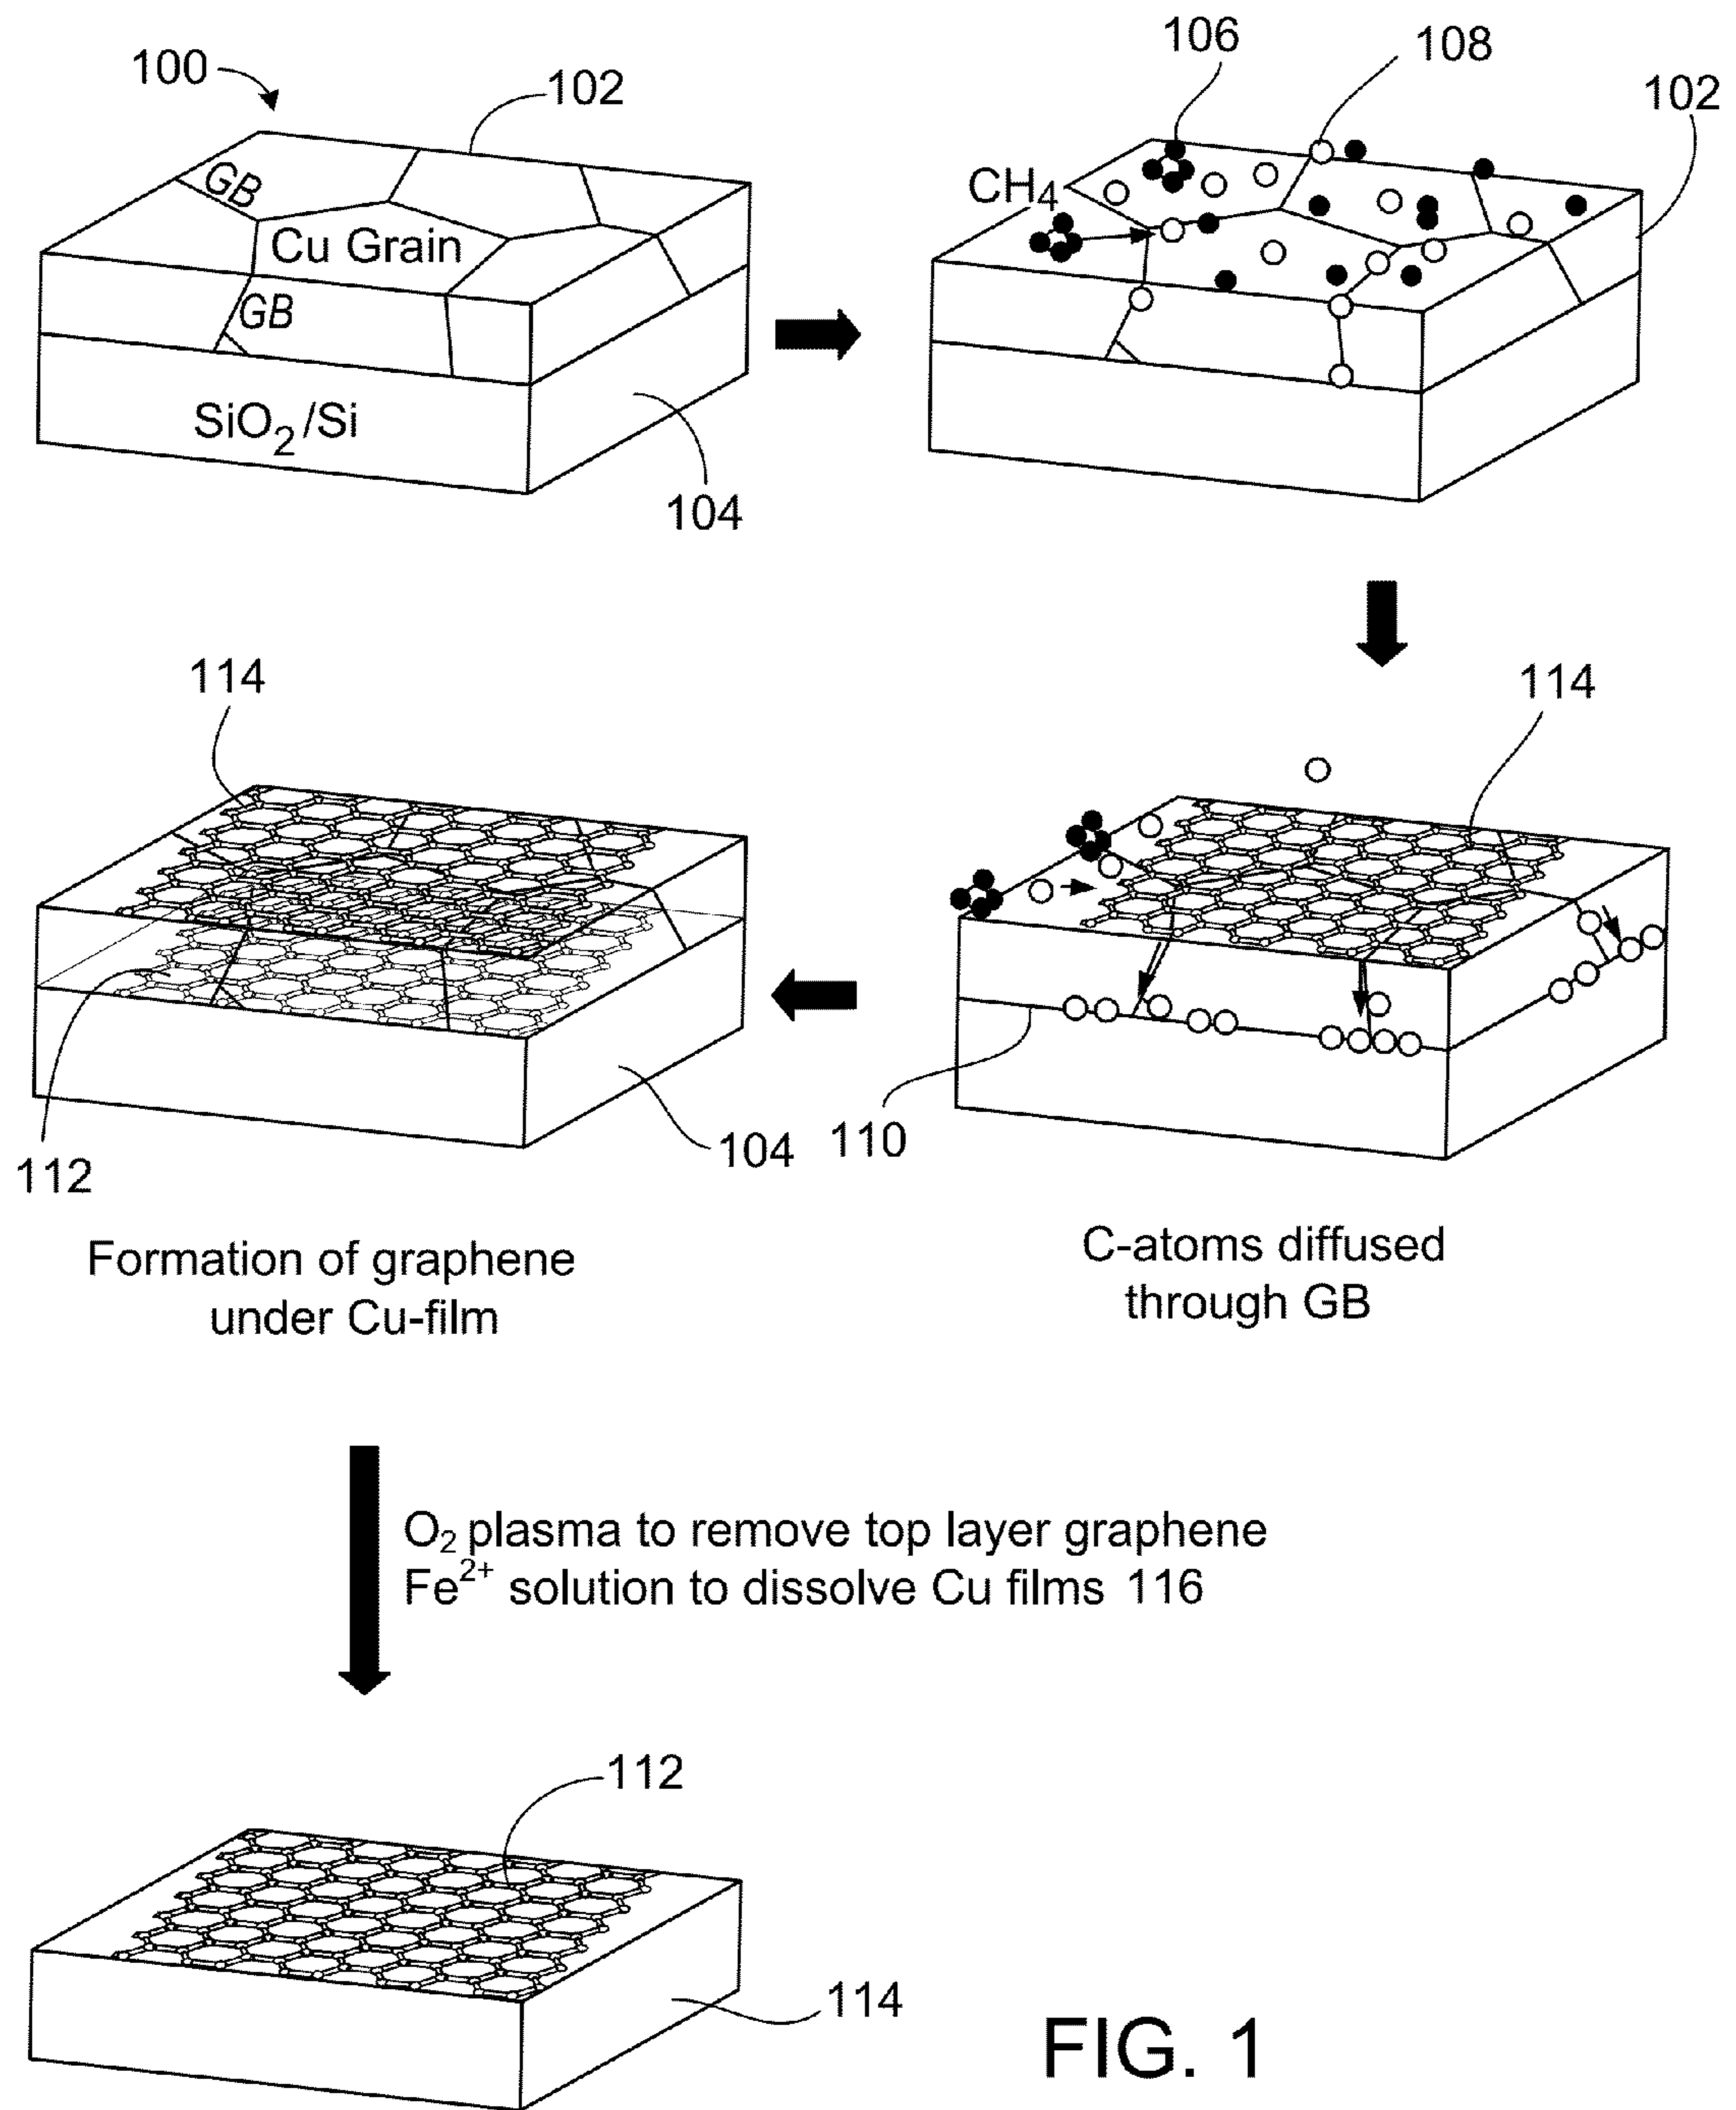 100
102
GB
Cu Grain
GB
SiO₂/Si
104
106
108
102
CH₄
114
110
C-atoms diffused
through GB
114
112
104
Formation of graphene
under Cu-film
O₂ plasma to remove top layer graphene
Fe²⁺ solution to dissolve Cu films 116
112
114
FIG. 1